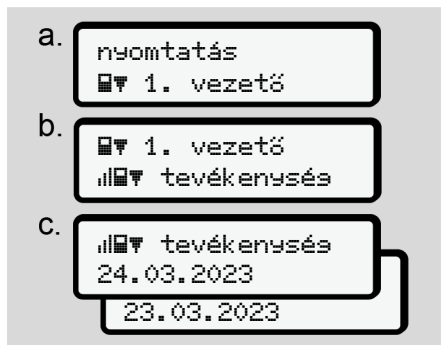 a.
nyomtatás
1. vezető
b.
1. vezető
tevékenység
c.
tevékenység
24.03.2023
23.03.2023